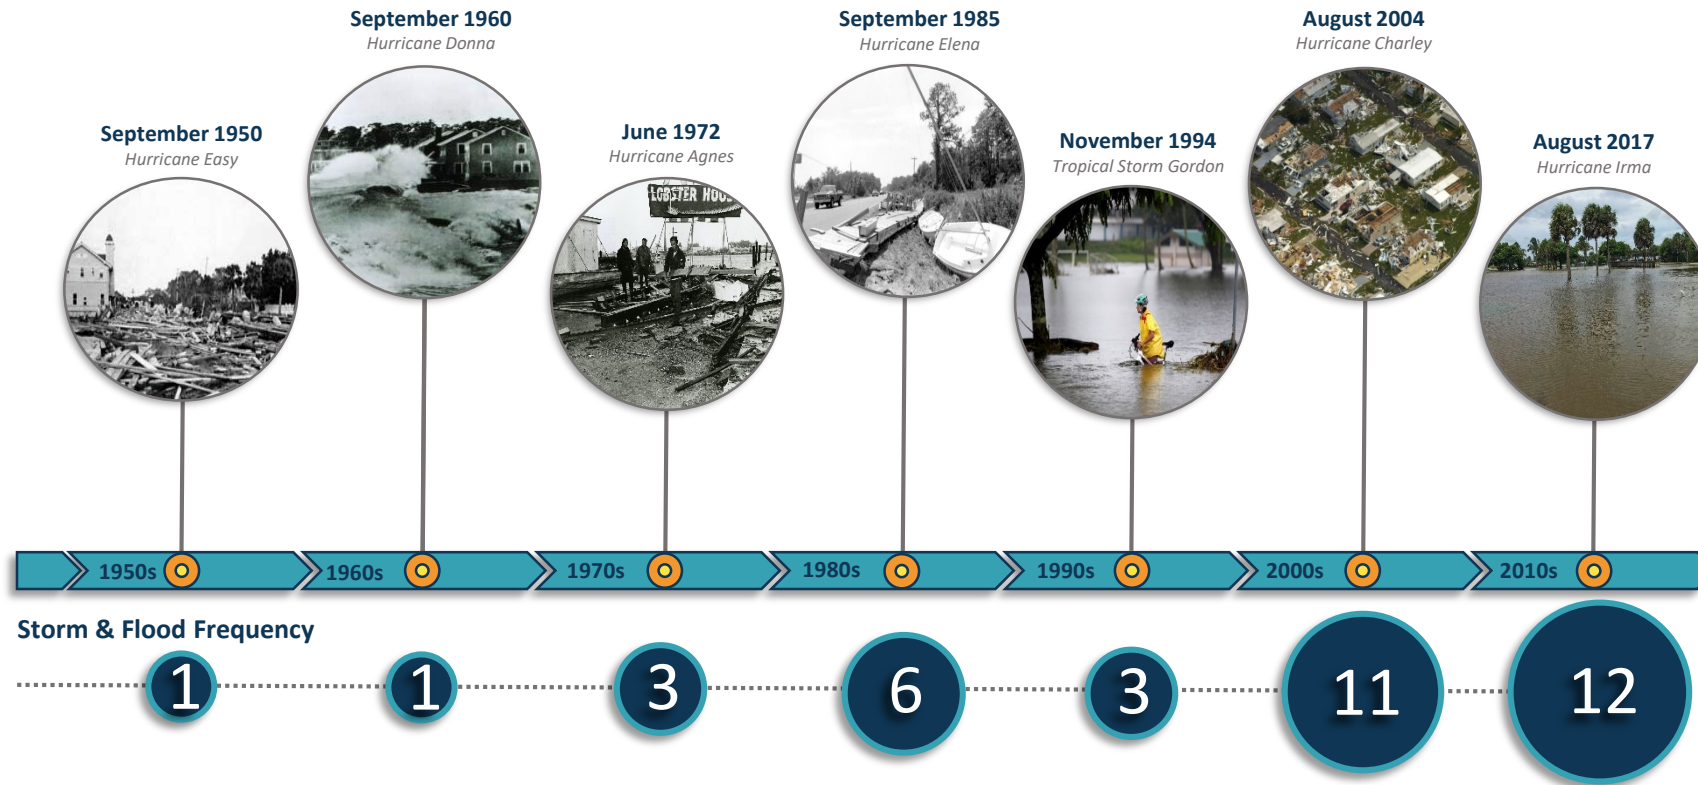 September 1950
Hurricane Easy
September 1960
Hurricane Donna
June 1972
Hurricane Agnes
LOBSTER HOU
September 1985
Hurricane Elena
November 1994
Tropical Storm Gordon
August 2004
Hurricane Charley
August 2017
Hurricane Irma
1950s
1960s
1970s
1980s
1990s
2000s
2010s
Storm & Flood Frequency
1
1
3
6
3
11
12